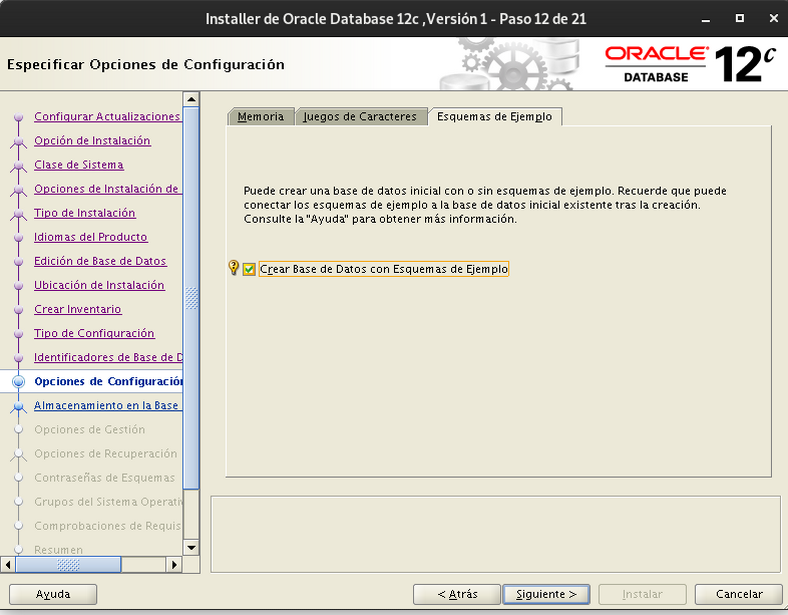 Installer de Oracle Database 12c ,Versión 1 - Paso 12 de 21
Especificar Opciones de Configuración
ORACLE
DATABASE
12c
Configurar Actualizaciones
Opción de Instalación
Clase de Sistema
Opciones de Instalación de
Tipo de Instalación
Idiomas del Producto
Edición de Base de Datos
Ubicación de Instalación
Crear Inventario
Tipo de Configuración
Identificadores de Base de D
Opciones de Configuración
Almacenamiento en la Base
Opciones de Gestión
Opciones de Recuperación
Contraseñas de Esquemas
Grupos del Sistema Operativ
Comprobaciones de Requis
Resumen
Memoria
Juegos de Caracteres
Esquemas de Ejemplo
Puede crear una base de datos inicial con o sin esquemas de ejemplo. Recuerde que puede
conectar los esquemas de ejemplo a la base de datos inicial existente tras la creación.
Consulte la "Ayuda" para obtener más información.
Crear Base de Datos con Esquemas de Ejemplo
Ayuda
< Atrás
Siguiente >
Instalar
Cancelar